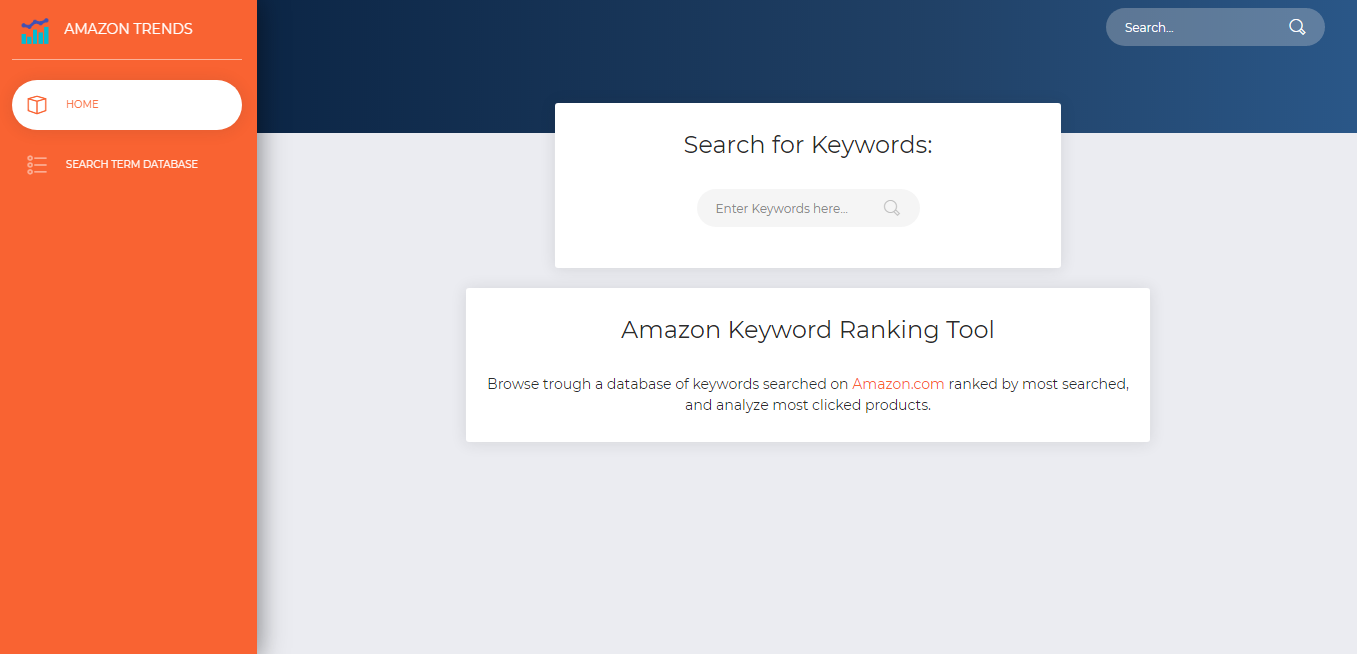 AMAZON TRENDS
Search...
HOME
SEARCH TERM DATABASE
Search for Keywords:
Enter Keywords here...
Amazon Keyword Ranking Tool
Browse trough a database of keywords searched on Amazon.com ranked by most searched,
and analyze most clicked products.